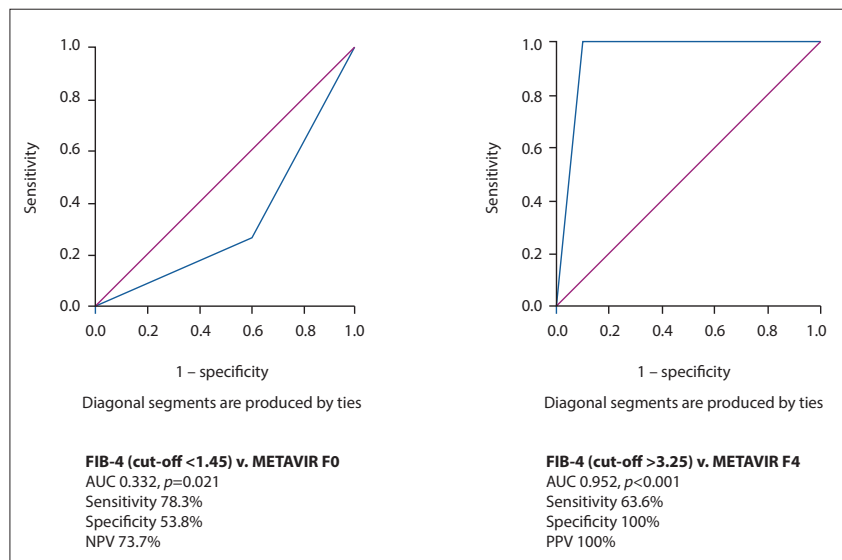 1.0
0.8
0.6
0.4
0.2
0.0
Sensitivity
0.0 0.2 0.4 0.6 0.8 1.0
1 – specificity
Diagonal segments are produced by ties
FIB-4 (cut-off <1.45) v. METAVIR F0
AUC 0.332, p=0.021
Sensitivity 78.3%
Specificity 53.8%
NPV 73.7%
1.0
0.8
0.6
0.4
0.2
0.0
Sensitivity
0.0 0.2 0.4 0.6 0.8 1.0
1 – specificity
Diagonal segments are produced by ties
FIB-4 (cut-off >3.25) v. METAVIR F4
AUC 0.952, p<0.001
Sensitivity 63.6%
Specificity 100%
PPV 100%